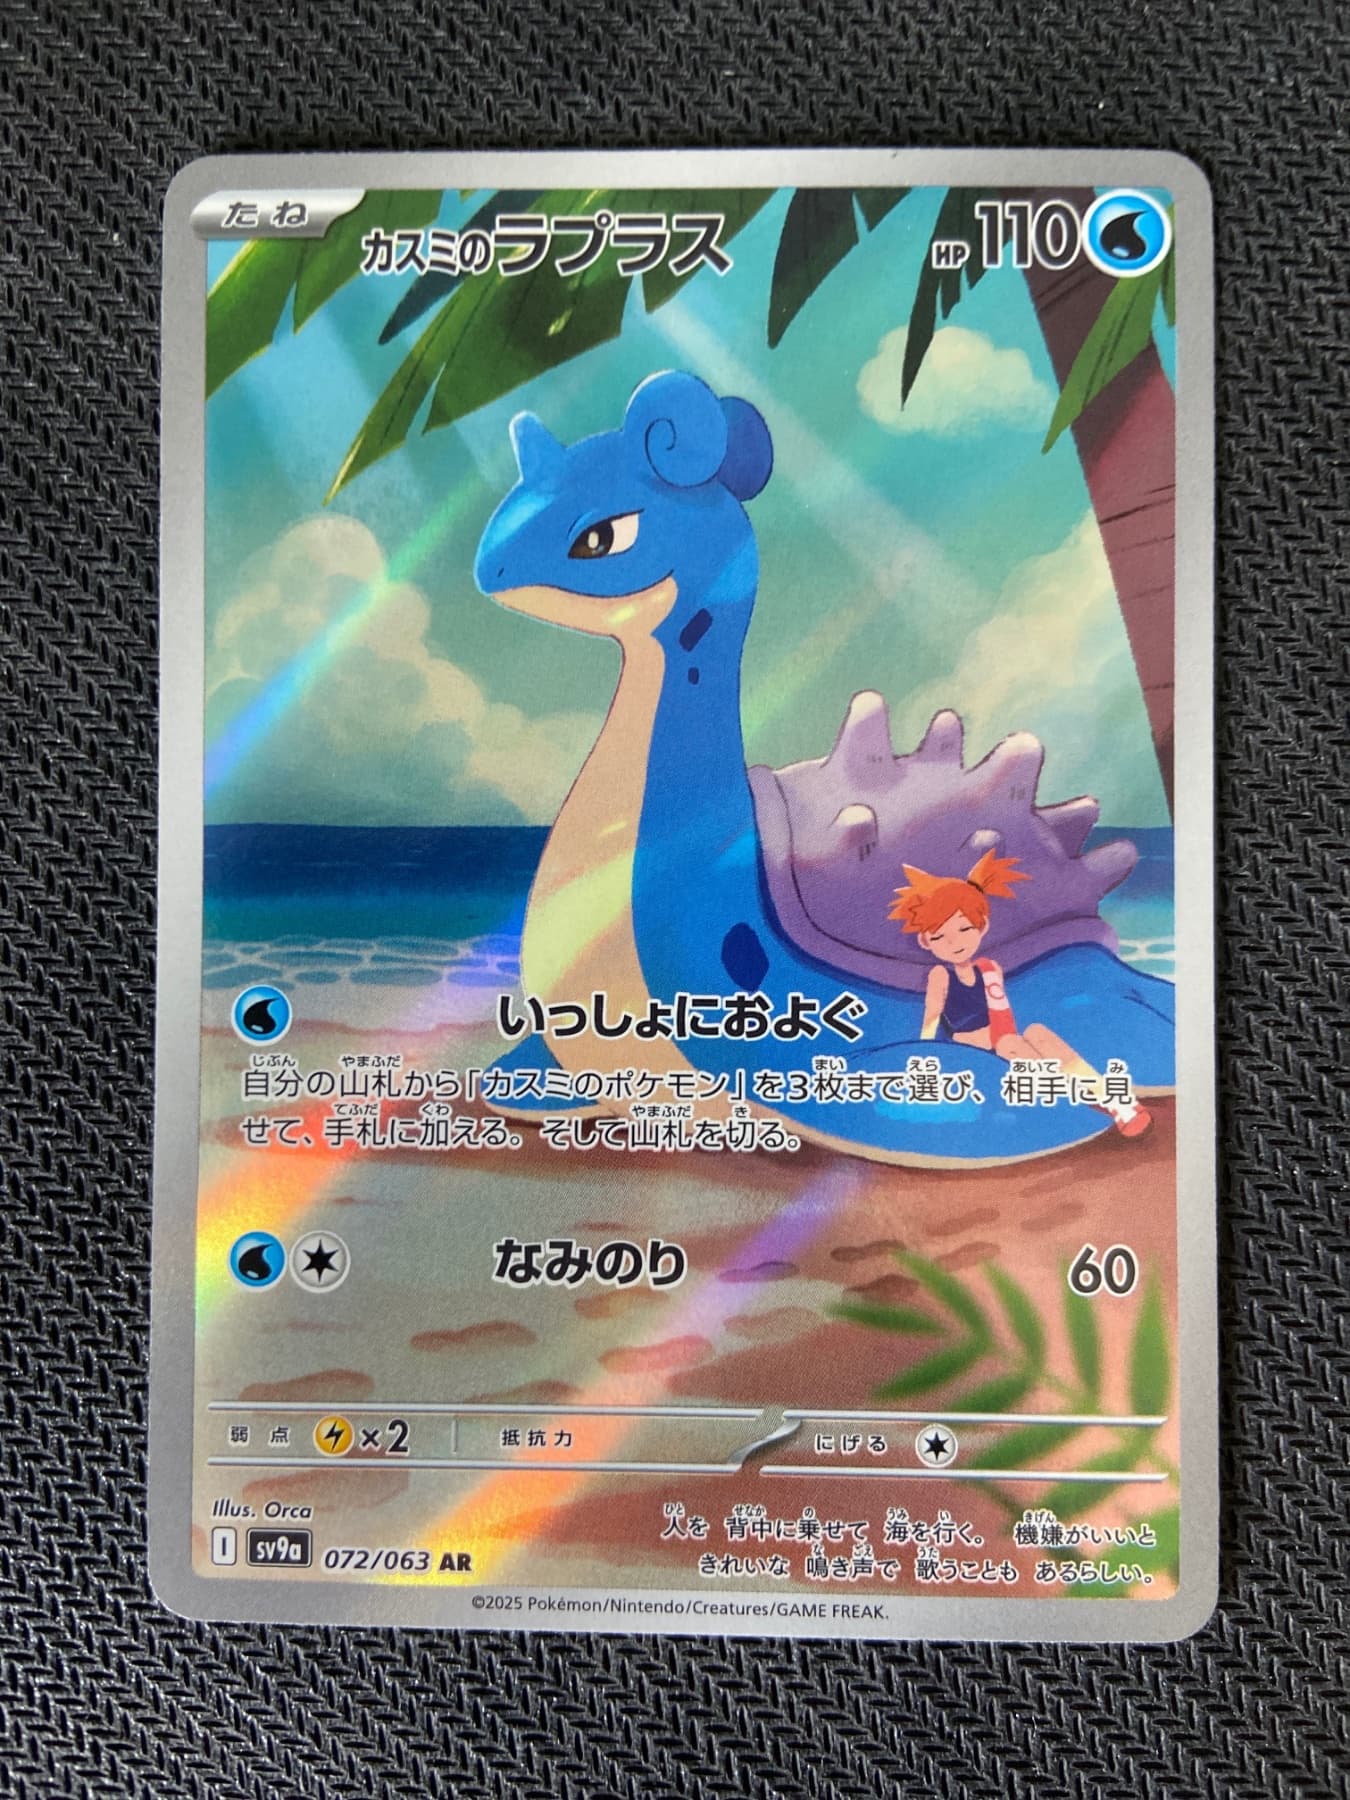 たね
カスミのラプラス HP 110
いっしょにおよぐ
自分の山札から「カスミのポケモン」を3枚まで選び、相手に見
せて、手札に加える。そして山札を切る。
なみのり 60
弱点 ×2 抵抗力 にげる
Illus. Orca
人を 背中に乗せて 海を行く。 機嫌がいいと
きれいな 鳴き声で 歌うことも あるらしい。
I sv9a 072/063 AR
©2025 Pokémon/Nintendo/Creatures/GAME FREAK.